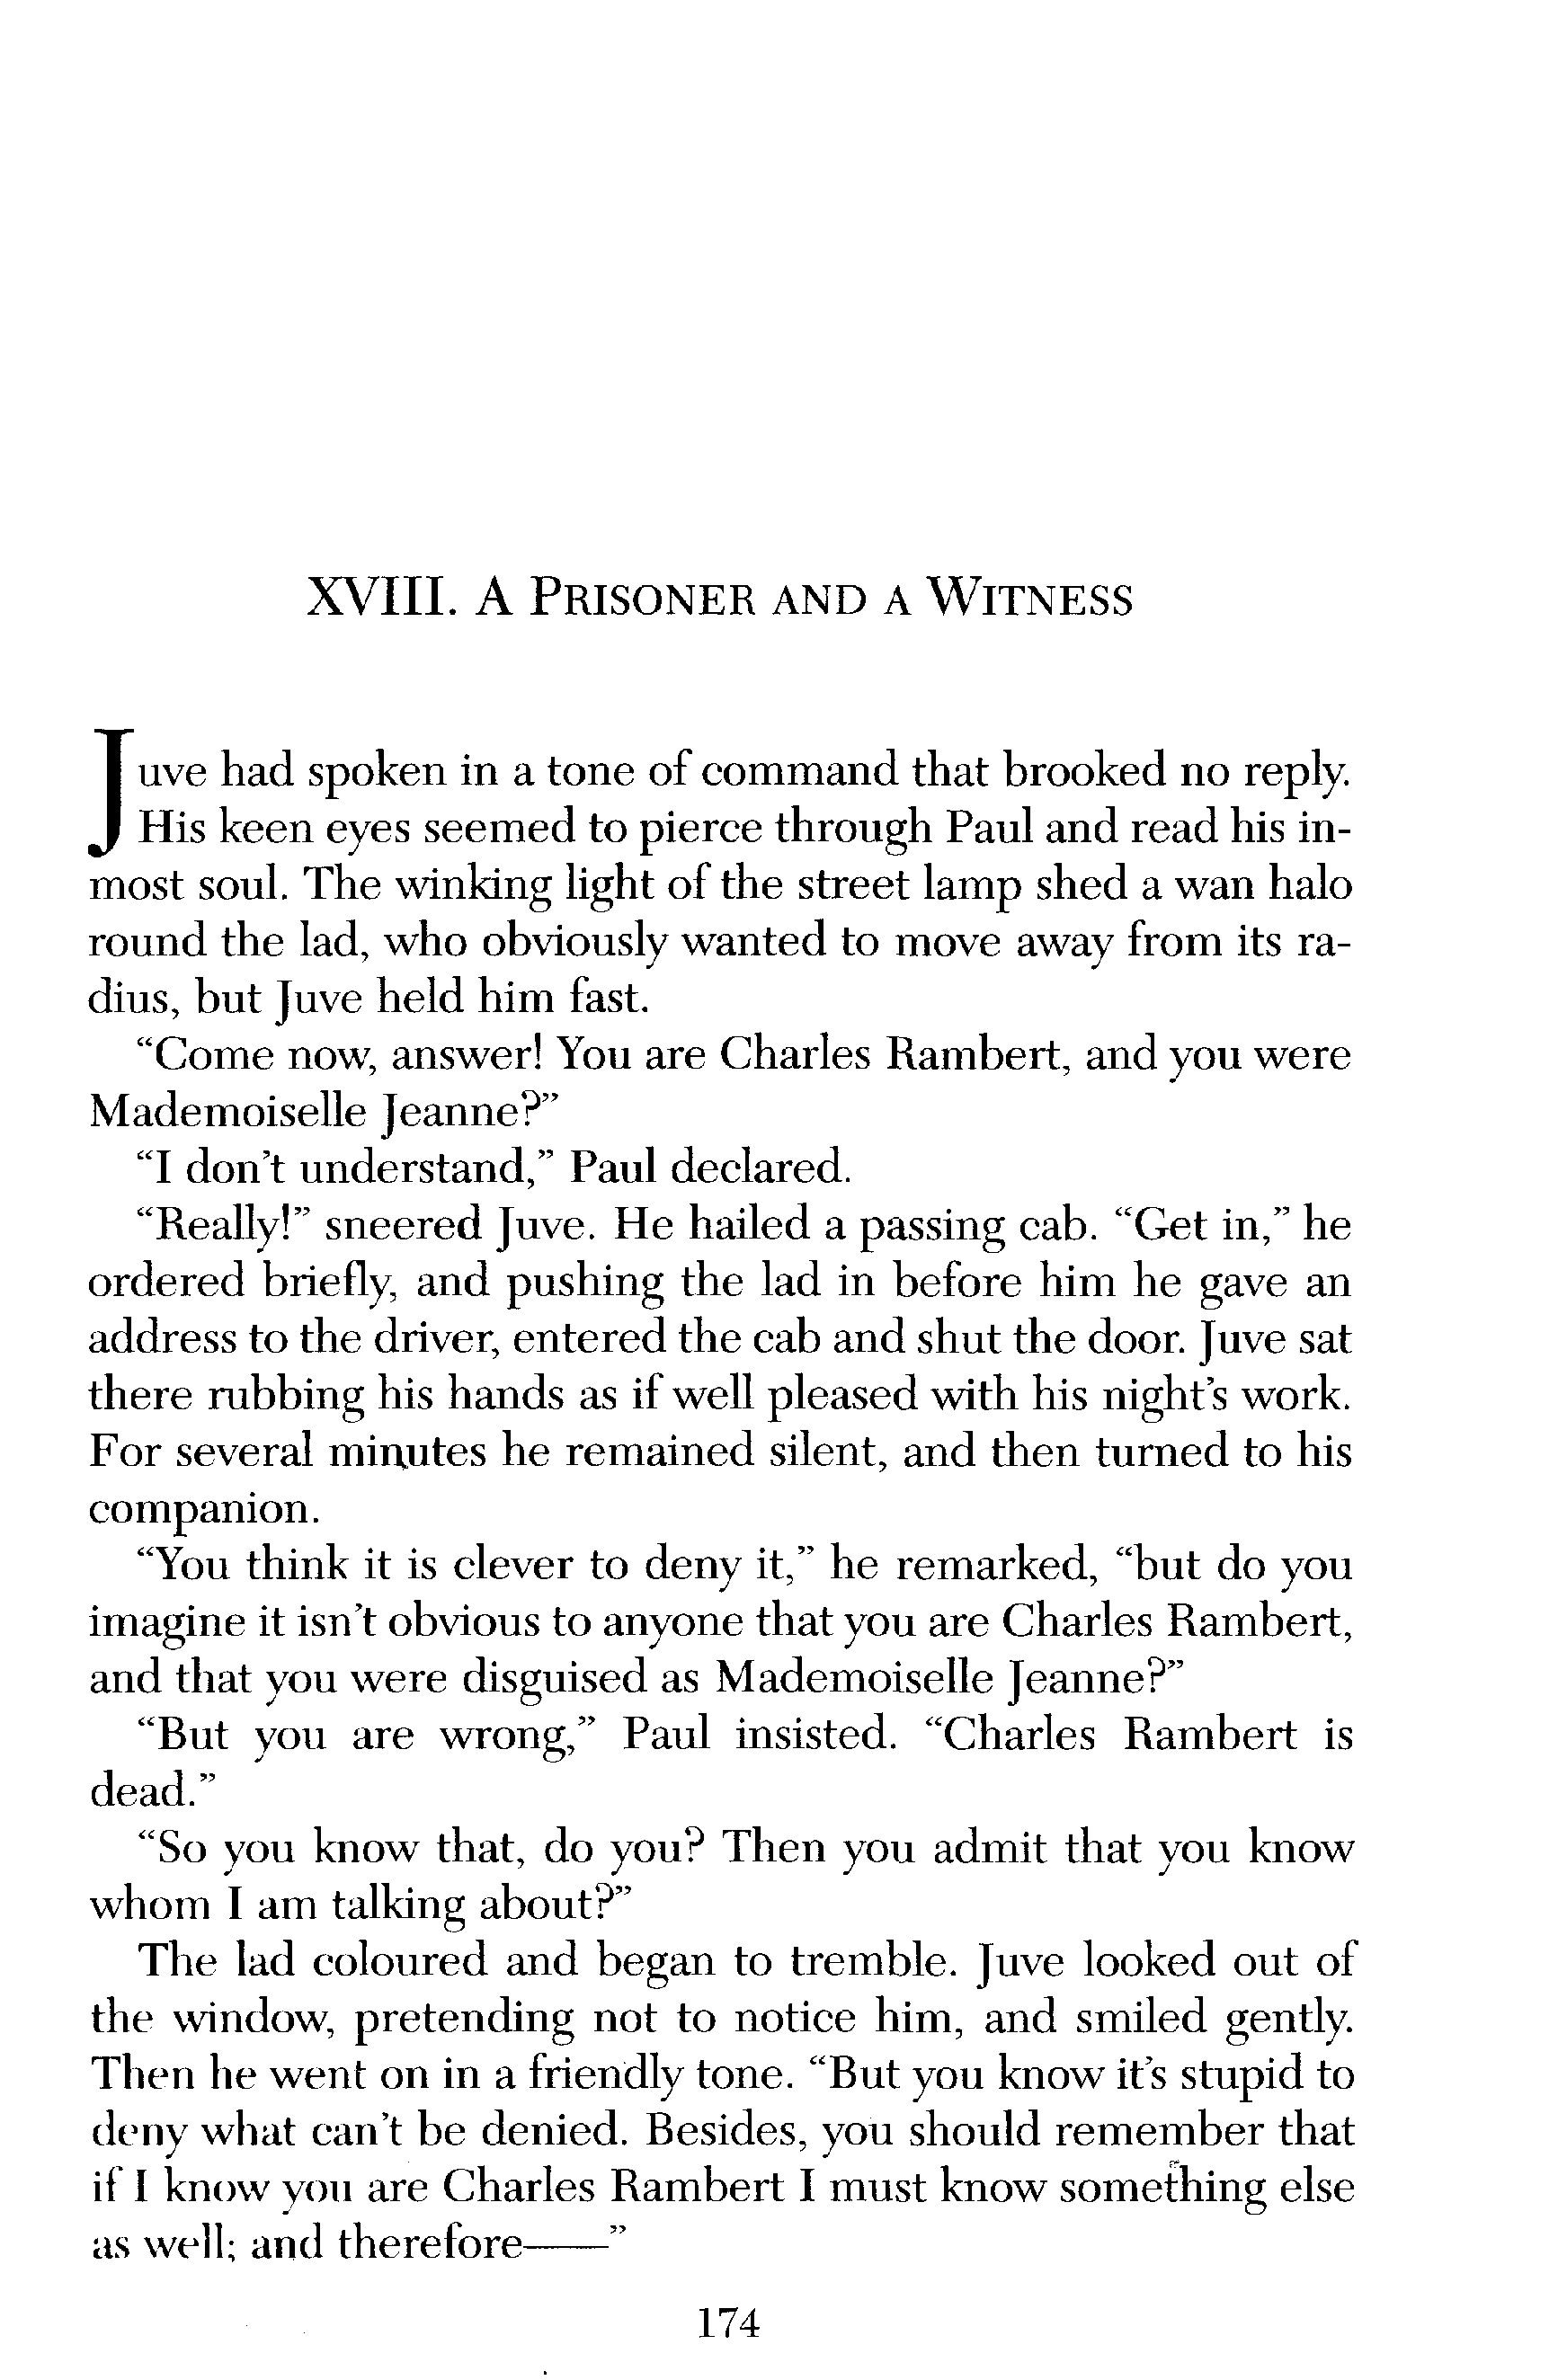 XVIII. A Prisoner and a Witness
Juve had spoken in a tone of command that brooked no reply.
His keen eyes seemed to pierce through Paul and read his in-
most soul. The winking light of the street lamp shed a wan halo
round the lad, who obviously wanted to move away from its ra-
dius, but Juve held him fast.
“Come now, answer! You are Charles Rambert, and you were
Mademoiselle Jeanne?”
“I don’t understand,” Paul declared.
“Really!” sneered Juve. He hailed a passing cab. “Get in,” he
ordered briefly, and pushing the lad in before him he gave an
address to the driver, entered the cab and shut the door. Juve sat
there rubbing his hands as if well pleased with his night’s work.
For several minutes he remained silent, and then turned to his
companion.
“You think it is clever to deny it,” he remarked, “but do you
imagine it isn’t obvious to anyone that you are Charles Rambert,
and that you were disguised as Mademoiselle Jeanne?”
“But you are wrong,” Paul insisted. “Charles Rambert is
dead.”
“So you know that, do you? Then you admit that you know
whom I am talking about?”
The lad coloured and began to tremble. Juve looked out of
the window, pretending not to notice him, and smiled gently.
Then he went on in a friendly tone. “But you know it’s stupid to
deny what can’t be denied. Besides, you should remember that
if I know you are Charles Rambert I must know something else
as well; and therefore——”
174